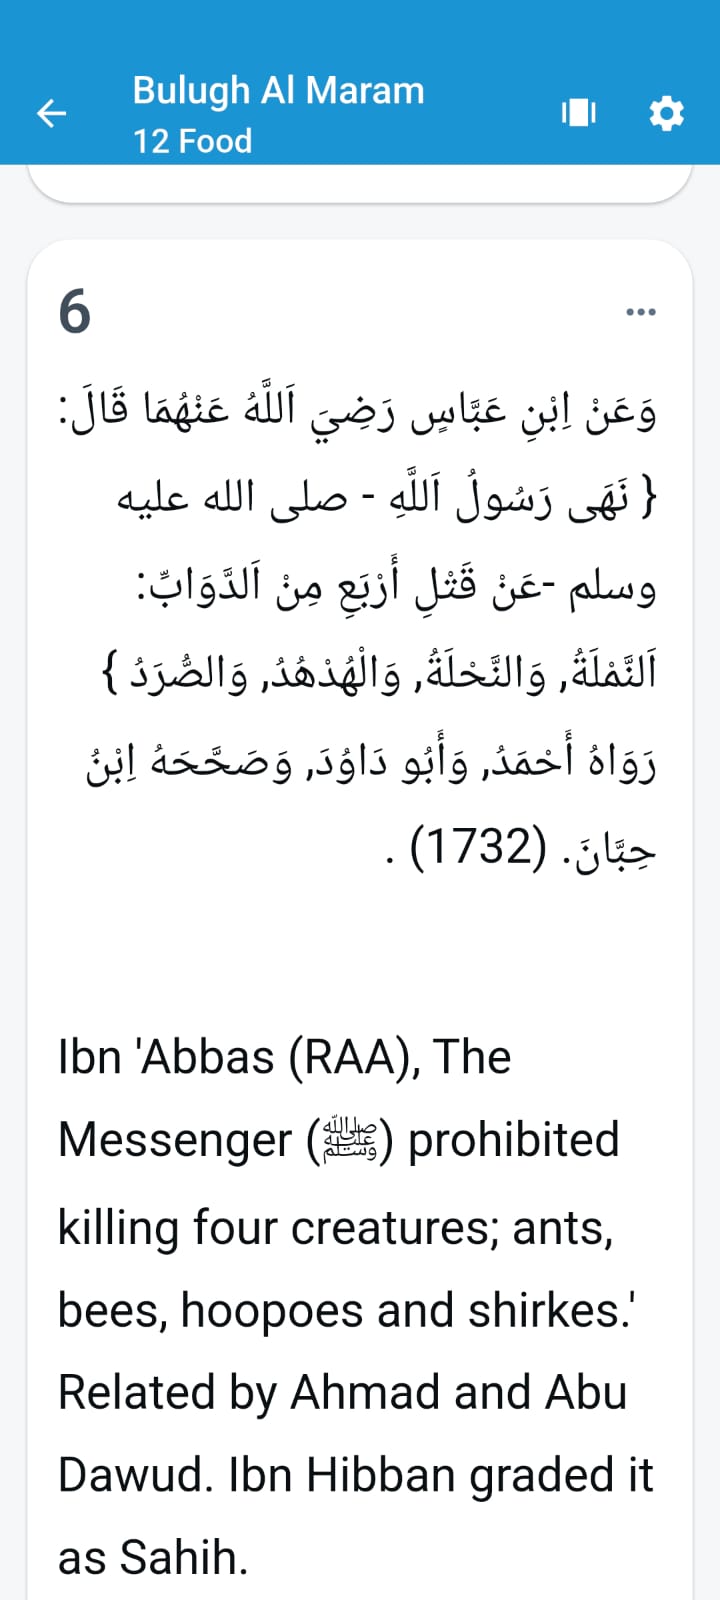 Bulugh Al Maram
12 Food
6
وَعَنْ اِبْنِ عَبَّاسٍ رَضِيَ اَللَّهُ عَنْهُمَا قَالَ:
{ نَهَى رَسُولُ اَللَّهِ - صلى الله عليه
وسلم -عَنْ قَتْلِ أَرْبَعِ مِنْ اَلدَّوَابِّ:
اَلنَّمْلَةُ, وَالنَّحْلَةُ, وَالْهُدْهُدُ, وَالصُّرَدُ }
رَوَاهُ أَحْمَدُ, وَأَبُو دَاوُدَ, وَصَحَّحَهُ اِبْنُ
حِبَّانَ. (1732) .
Ibn 'Abbas (RAA), The
Messenger (ﷺ) prohibited
killing four creatures; ants,
bees, hoopoes and shirkes.'
Related by Ahmad and Abu
Dawud. Ibn Hibban graded it
as Sahih.